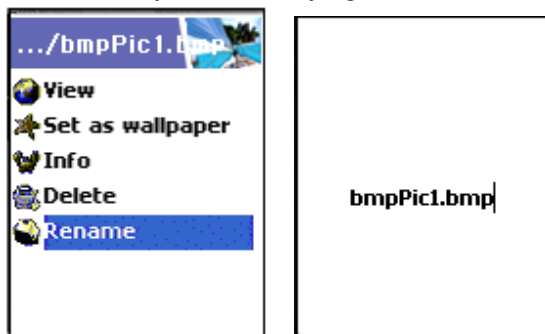 .../bmpPic1.bmp
View
Set as wallpaper
Info
Delete
Rename
bmpPic1.bmp